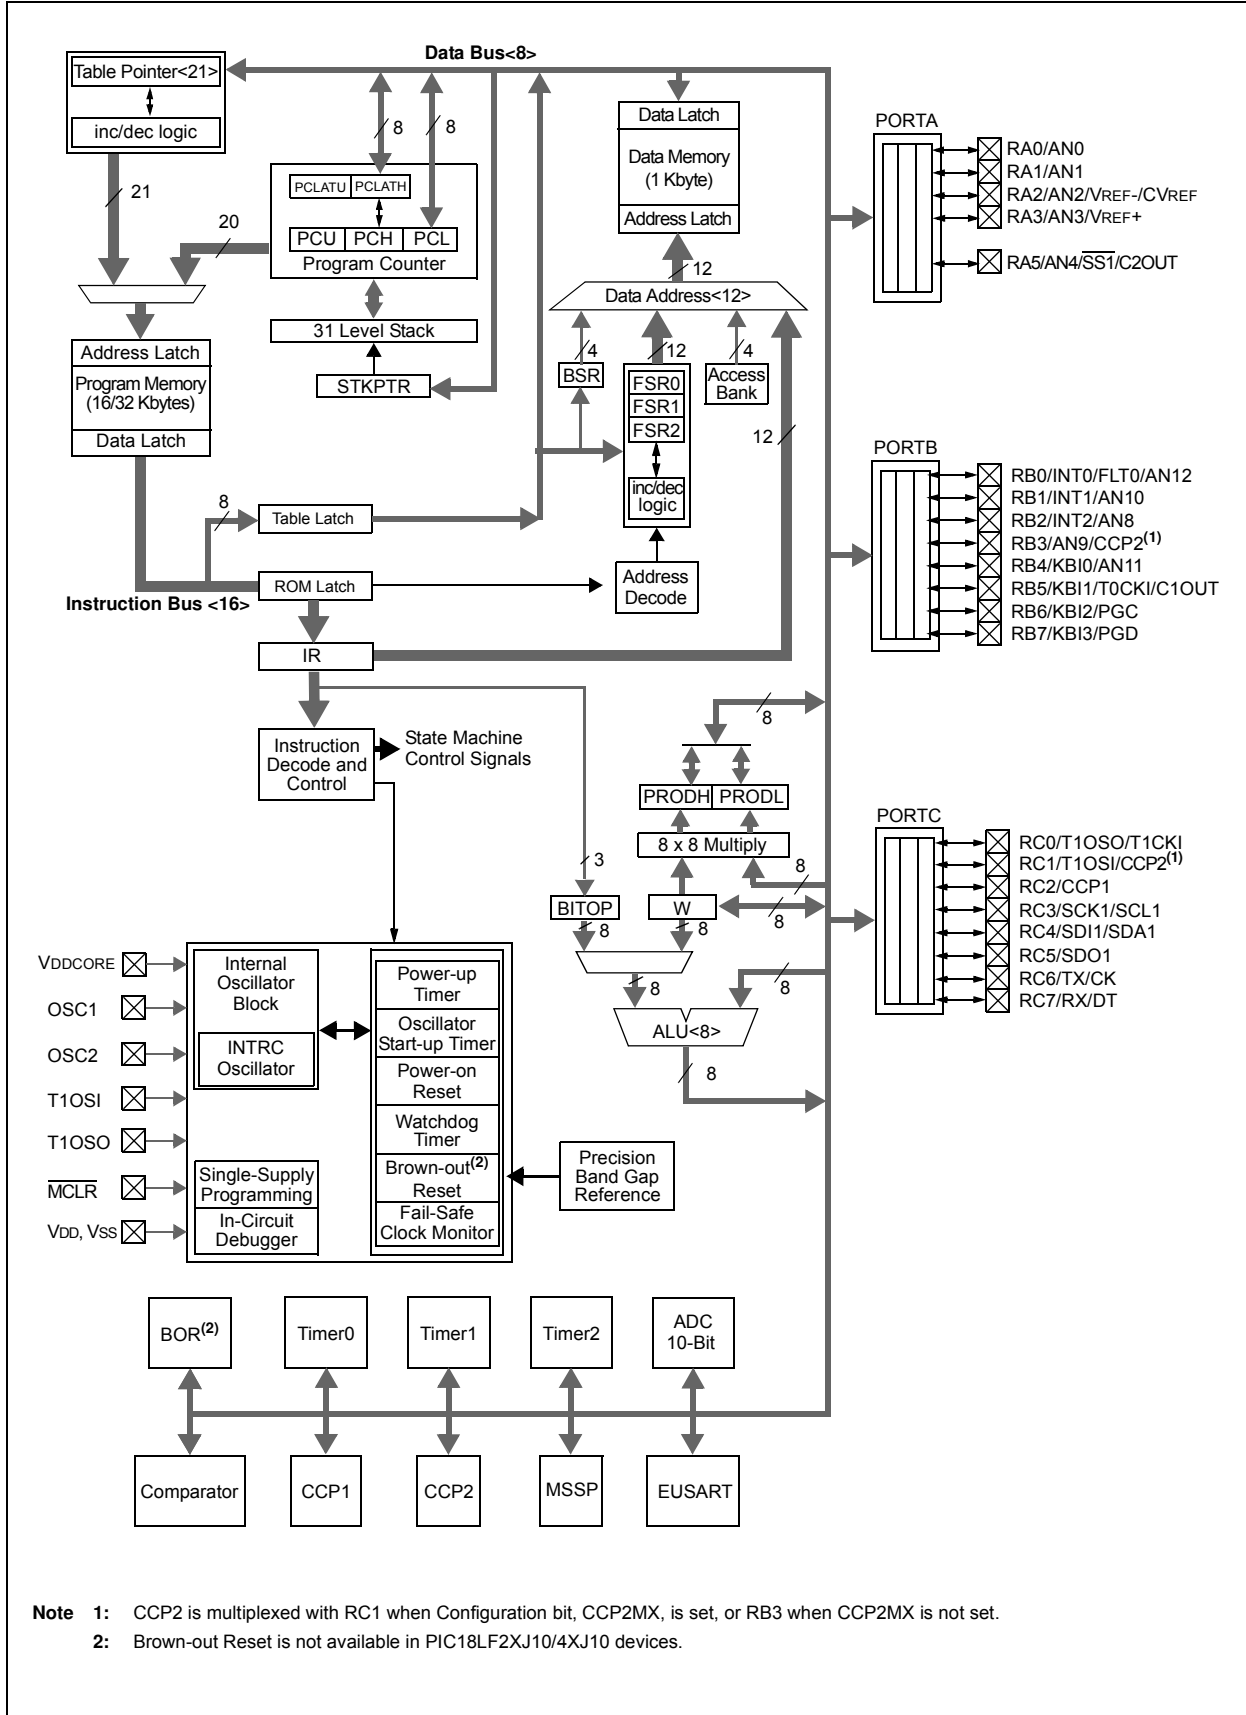 Data Bus<8>
Table Pointer<21>
inc/dec logic
21
20
8
8
PCLATU
PCLATH
PCU
PCH
PCL
Program Counter
31 Level Stack
STKPTR
Address Latch
Program Memory
(16/32 Kbytes)
Data Latch
Data Latch
Data Memory
(1 Kbyte)
Address Latch
12
Data Address<12>
4
12
4
BSR
FSR0
FSR1
FSR2
inc/dec
logic
Access
Bank
12
Address
Decode
8
Table Latch
ROM Latch
Instruction Bus <16>
IR
Instruction
Decode and
Control
State Machine
Control Signals
8
PRODH
PRODL
8 x 8 Multiply
3
8
BITOP
W
8
8
8
8
8
ALU<8>
8
PORTA
RA0/AN0
RA1/AN1
RA2/AN2/VREF-/CVREF
RA3/AN3/VREF+
RA5/AN4/SS1/C2OUT
PORTB
RB0/INT0/FLT0/AN12
RB1/INT1/AN10
RB2/INT2/AN8
RB3/AN9/CCP2(1)
RB4/KBI0/AN11
RB5/KBI1/T0CKI/C1OUT
RB6/KBI2/PGC
RB7/KBI3/PGD
PORTC
RC0/T1OSO/T1CKI
RC1/T1OSI/CCP2(1)
RC2/CCP1
RC3/SCK1/SCL1
RC4/SDI1/SDA1
RC5/SDO1
RC6/TX/CK
RC7/RX/DT
VDDCORE
OSC1
OSC2
T1OSI
T1OSO
MCLR
VDD, VSS
Internal
Oscillator
Block
INTRC
Oscillator
Single-Supply
Programming
In-Circuit
Debugger
Power-up
Timer
Oscillator
Start-up Timer
Power-on
Reset
Watchdog
Timer
Brown-out(2)
Reset
Fail-Safe
Clock Monitor
Precision
Band Gap
Reference
BOR(2)
Timer0
Timer1
Timer2
ADC
10-Bit
Comparator
CCP1
CCP2
MSSP
EUSART
Note 1: CCP2 is multiplexed with RC1 when Configuration bit, CCP2MX, is set, or RB3 when CCP2MX is not set.
2: Brown-out Reset is not available in PIC18LF2XJ10/4XJ10 devices.